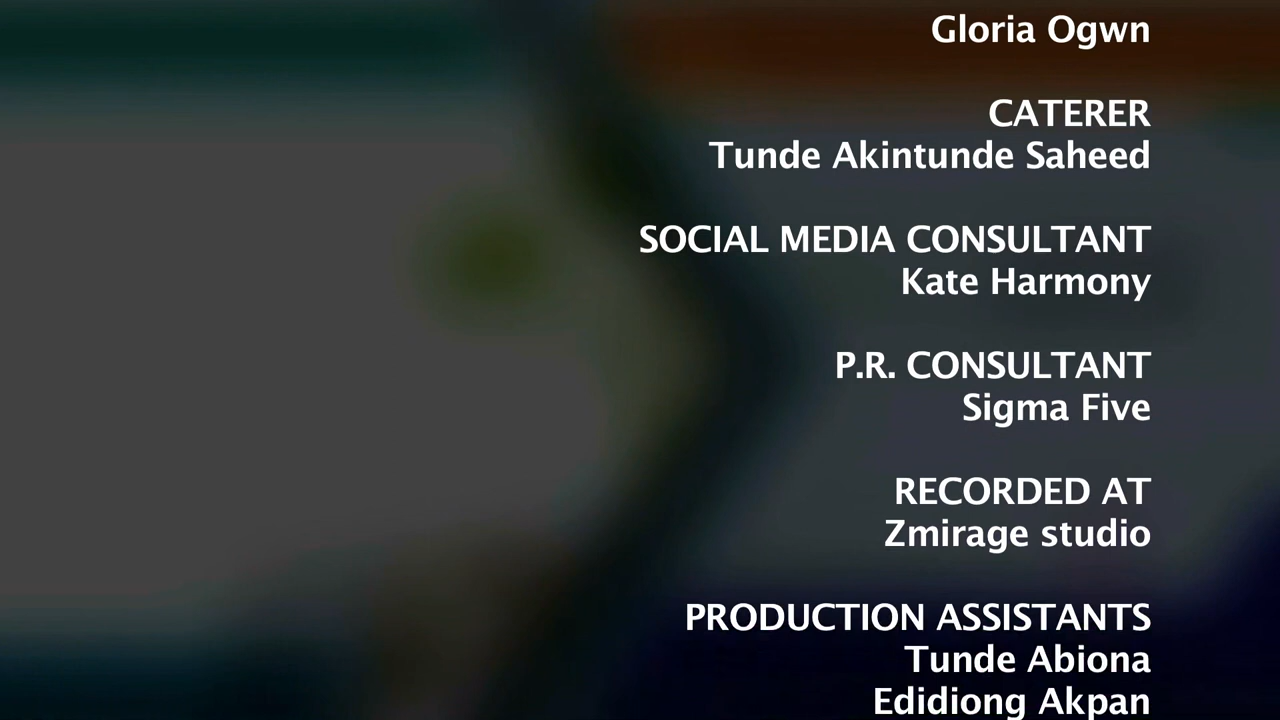 Gloria Ogwn
CATERER
Tunde Akintunde Saheed
SOCIAL MEDIA CONSULTANT
Kate Harmony
P.R. CONSULTANT
Sigma Five
RECORDED AT
Zmirage studio
PRODUCTION ASSISTANTS
Tunde Abiona
Edidiong Akpan